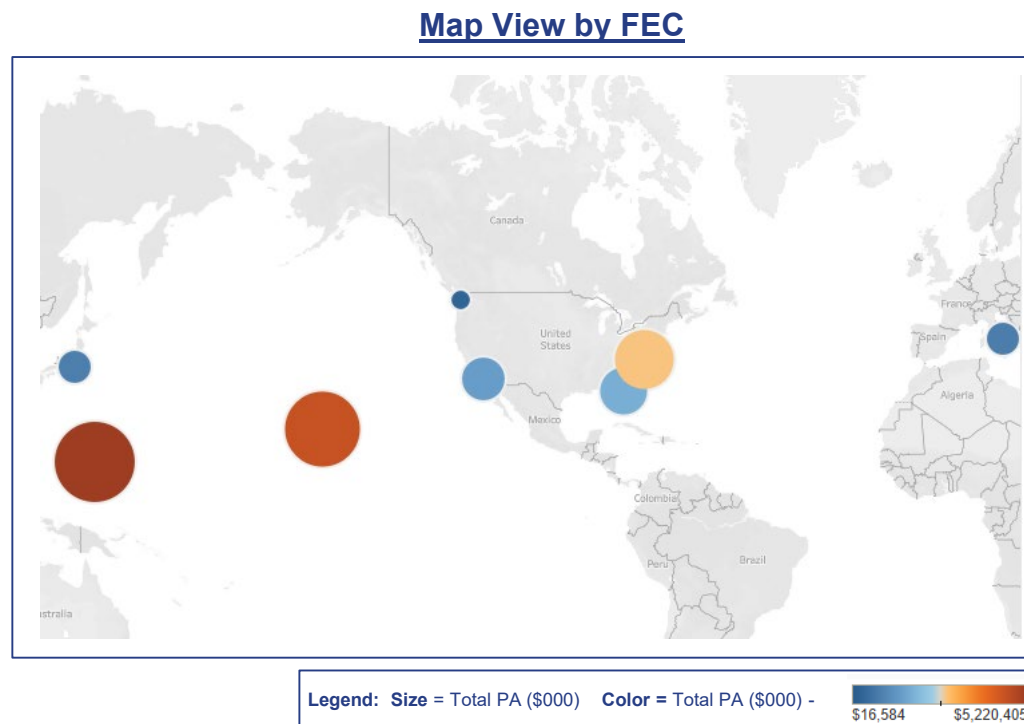 Map View by FEC
Canada
United
States
Mexico
France
Spain
Algeria
Colombia
Peru
Brazil
ustralia
Legend: Size = Total PA ($000) Color = Total PA ($000) -
$16,584 $5,220,405